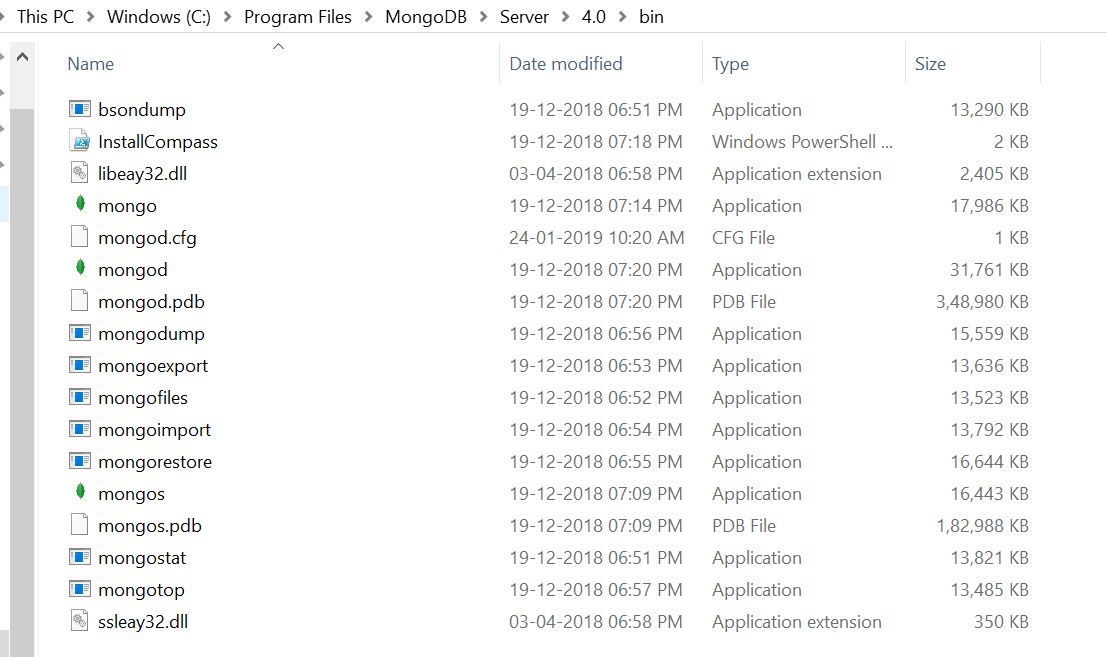 This PC > Windows (C:) > Program Files > MongoDB > Server > 4.0 > bin
Name Date modified Type Size
bsondump 19-12-2018 06:51 PM Application 13,290 KB
InstallCompass 19-12-2018 07:18 PM Windows PowerShell ... 2 KB
libeay32.dll 03-04-2018 06:58 PM Application extension 2,405 KB
mongo 19-12-2018 07:14 PM Application 17,986 KB
mongod.cfg 24-01-2019 10:20 AM CFG File 1 KB
mongod 19-12-2018 07:20 PM Application 31,761 KB
mongod.pdb 19-12-2018 07:20 PM PDB File 3,48,980 KB
mongodump 19-12-2018 06:56 PM Application 15,559 KB
mongoexport 19-12-2018 06:53 PM Application 13,636 KB
mongofiles 19-12-2018 06:52 PM Application 13,523 KB
mongoimport 19-12-2018 06:54 PM Application 13,792 KB
mongorestore 19-12-2018 06:55 PM Application 16,644 KB
mongos 19-12-2018 07:09 PM Application 16,443 KB
mongos.pdb 19-12-2018 07:09 PM PDB File 1,82,988 KB
mongostat 19-12-2018 06:51 PM Application 13,821 KB
mongotop 19-12-2018 06:57 PM Application 13,485 KB
ssleay32.dll 03-04-2018 06:58 PM Application extension 350 KB